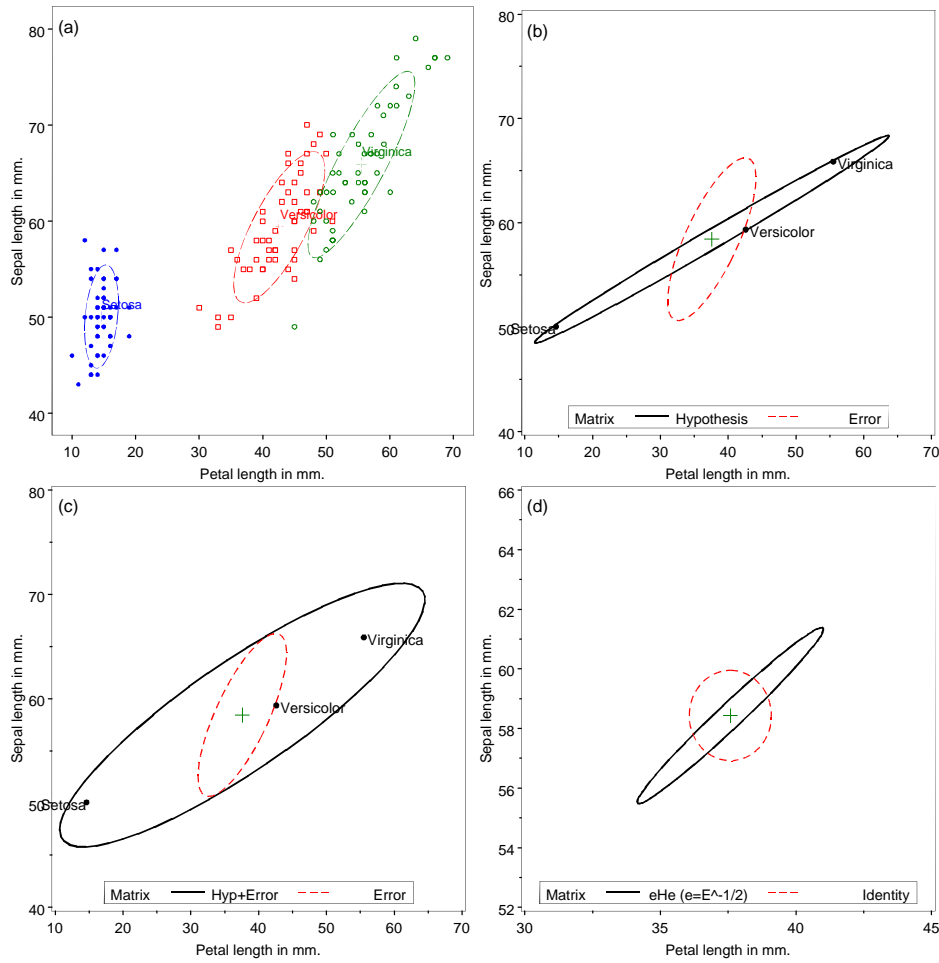 (a)
80
70
60
50
40
Sepal length in mm.
Virginica
Versicolor
Setosa
10 20 30 40 50 60 70
Petal length in mm.
(b)
80
70
60
50
40
Sepal length in mm.
Virginica
Versicolor
Setosa
Matrix Hypothesis Error
10 20 30 40 50 60 70
Petal length in mm.
(c)
80
70
60
50
40
Sepal length in mm.
Virginica
Versicolor
Setosa
Matrix Hyp+Error Error
10 20 30 40 50 60 70
Petal length in mm.
(d)
66
64
62
60
58
56
54
52
Sepal length in mm.
Matrix eHe (e=E^-1/2) Identity
30 35 40 45
Petal length in mm.